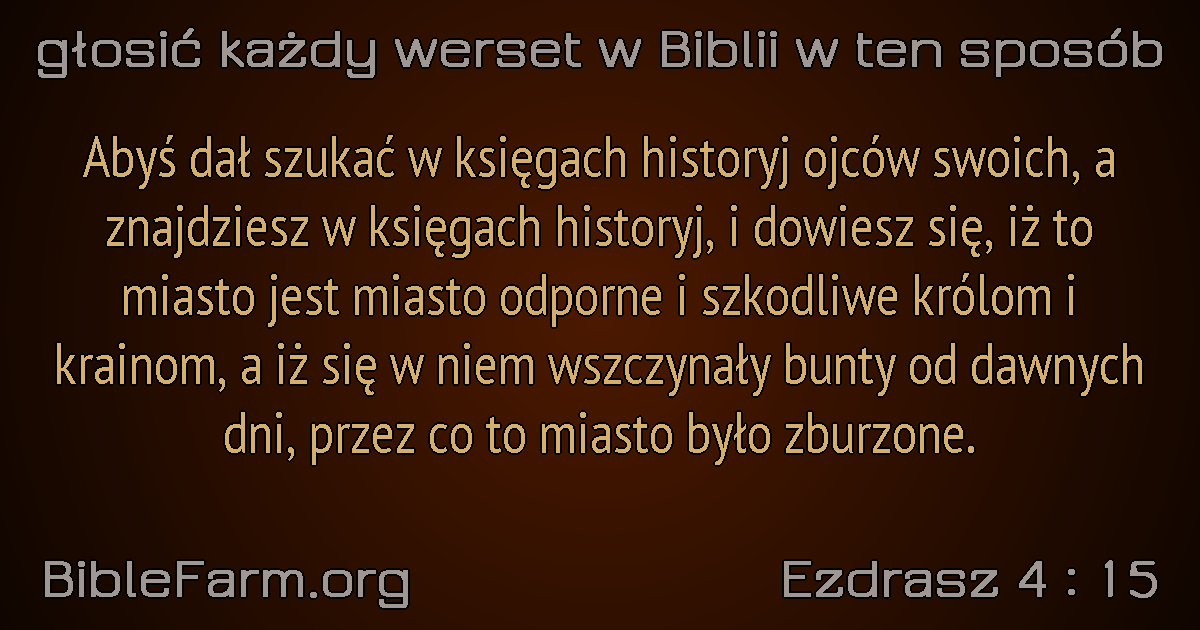 głosić każdy werset w Biblii w ten sposób
Abyś dał szukać w księgach historyj ojców swoich, a
znajdziesz w księgach historyj, i dowiesz się, iż to
miasto jest miasto odporne i szkodliwe królom i
krainom, a iż się w niem wszczynały bunty od dawnych
dni, przez co to miasto było zburzone.
BibleFarm.org
Ezdrasz 4 : 15